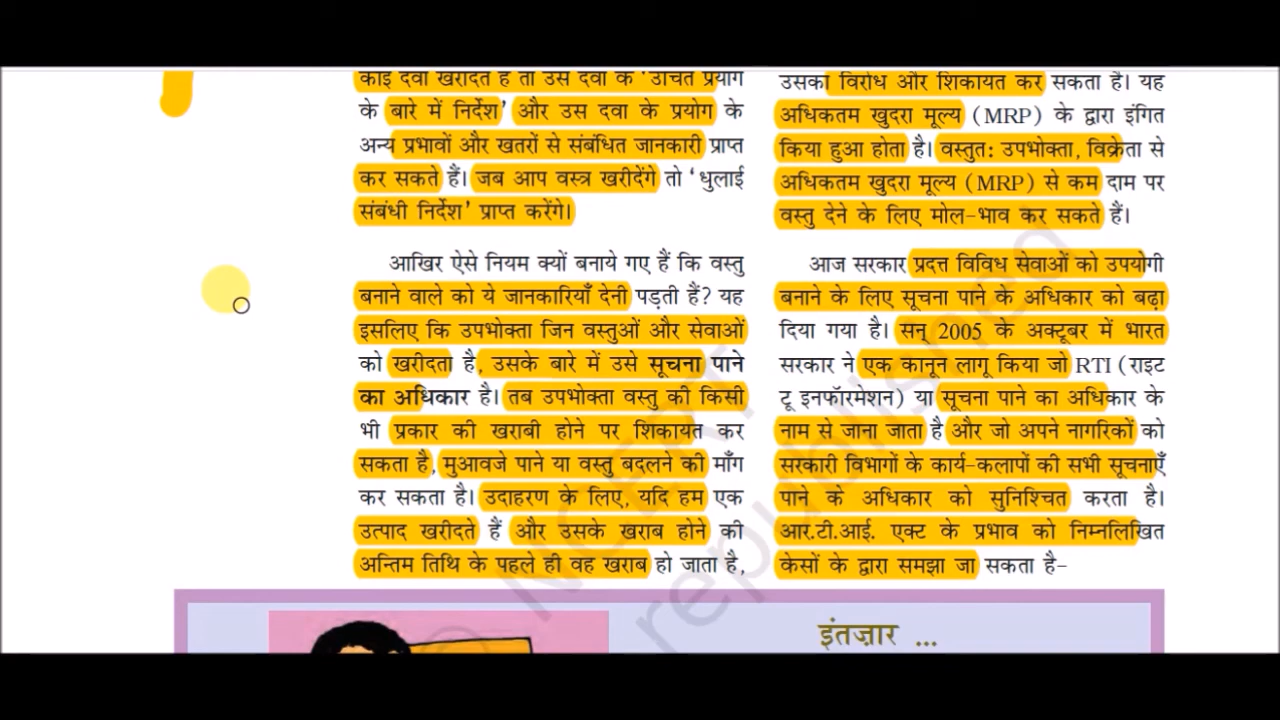 कोई दवा खरीदते हैं तो उस दवा के ‘उचित प्रयोग
के बारे में निर्देश’ और उस दवा के प्रयोग के
अन्य प्रभावों और खतरों से संबंधित जानकारी प्राप्त
कर सकते हैं। जब आप वस्त्र खरीदेंगे तो ‘धुलाई
संबंधी निर्देश’ प्राप्त करेंगे।
आखिर ऐसे नियम क्यों बनाये गए हैं कि वस्तु
बनाने वाले को ये जानकारियाँ देनी पड़ती हैं? यह
इसलिए कि उपभोक्ता जिन वस्तुओं और सेवाओं
को खरीदता है, उसके बारे में उसे सूचना पाने
का अधिकार है। तब उपभोक्ता वस्तु की किसी
भी प्रकार की खराबी होने पर शिकायत कर
सकता है, मुआवजे पाने या वस्तु बदलने की माँग
कर सकता है। उदाहरण के लिए, यदि हम एक
उत्पाद खरीदते हैं और उसके खराब होने की
अन्तिम तिथि के पहले ही वह खराब हो जाता है,
उसका विरोध और शिकायत कर सकता है। यह
अधिकतम खुदरा मूल्य (MRP) के द्वारा इंगित
किया हुआ होता है। वस्तुत: उपभोक्ता, विक्रेता से
अधिकतम खुदरा मूल्य (MRP) से कम दाम पर
वस्तु देने के लिए मोल-भाव कर सकते हैं।
आज सरकार प्रदत्त विविध सेवाओं को उपयोगी
बनाने के लिए सूचना पाने के अधिकार को बढ़ा
दिया गया है। सन् 2005 के अक्टूबर में भारत
सरकार ने एक कानून लागू किया जो RTI (राइट
टू इनफॉरमेशन) या सूचना पाने का अधिकार के
नाम से जाना जाता है और जो अपने नागरिकों को
सरकारी विभागों के कार्य-कलापों की सभी सूचनाएँ
पाने के अधिकार को सुनिश्चित करता है।
आर.टी.आई. एक्ट के प्रभाव को निम्नलिखित
केसों के द्वारा समझा जा सकता है-
इंतज़ार ...
NCERT
republished